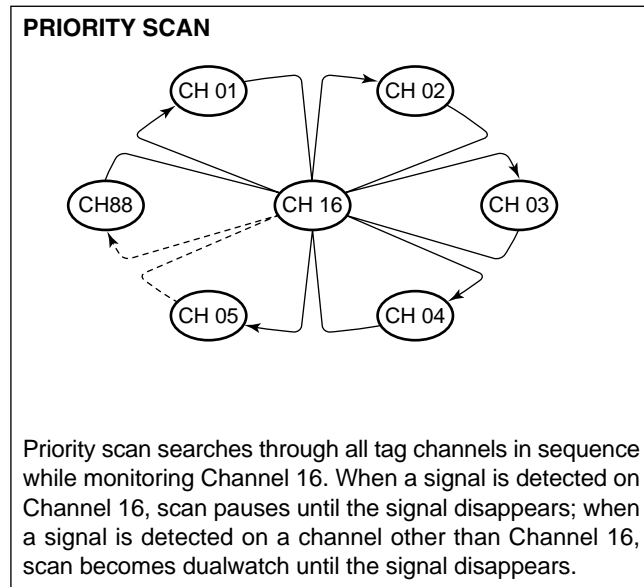 PRIORITY SCAN
CH 01
CH 02
CH88
CH 16
CH 03
CH 05
CH 04
Priority scan searches through all tag channels in sequence
while monitoring Channel 16. When a signal is detected on
Channel 16, scan pauses until the signal disappears; when
a signal is detected on a channel other than Channel 16,
scan becomes dualwatch until the signal disappears.